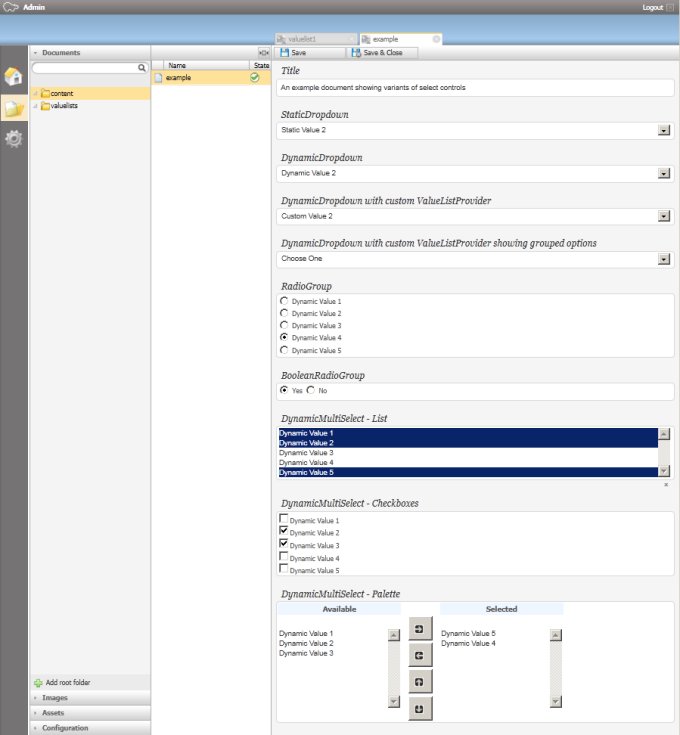 Admin
Logout
valuelist1
example
Documents
content
valuelists
Add root folder
Images
Assets
Configuration
Name
State
example
Save
Save & Close
Title
An example document showing variants of select controls
StaticDropdown
Static Value 2
DynamicDropdown
Dynamic Value 2
DynamicDropdown with custom ValueListProvider
Custom Value 2
DynamicDropdown with custom ValueListProvider showing grouped options
Choose One
RadioGroup
Dynamic Value 1
Dynamic Value 2
Dynamic Value 3
Dynamic Value 4
Dynamic Value 5
BooleanRadioGroup
Yes No
DynamicMultiSelect - List
Dynamic Value 1
Dynamic Value 2
Dynamic Value 3
Dynamic Value 4
Dynamic Value 5
DynamicMultiSelect - Checkboxes
Dynamic Value 1
Dynamic Value 2
Dynamic Value 3
Dynamic Value 4
Dynamic Value 5
DynamicMultiSelect - Palette
Available
Dynamic Value 1
Dynamic Value 2
Dynamic Value 3
Selected
Dynamic Value 5
Dynamic Value 4